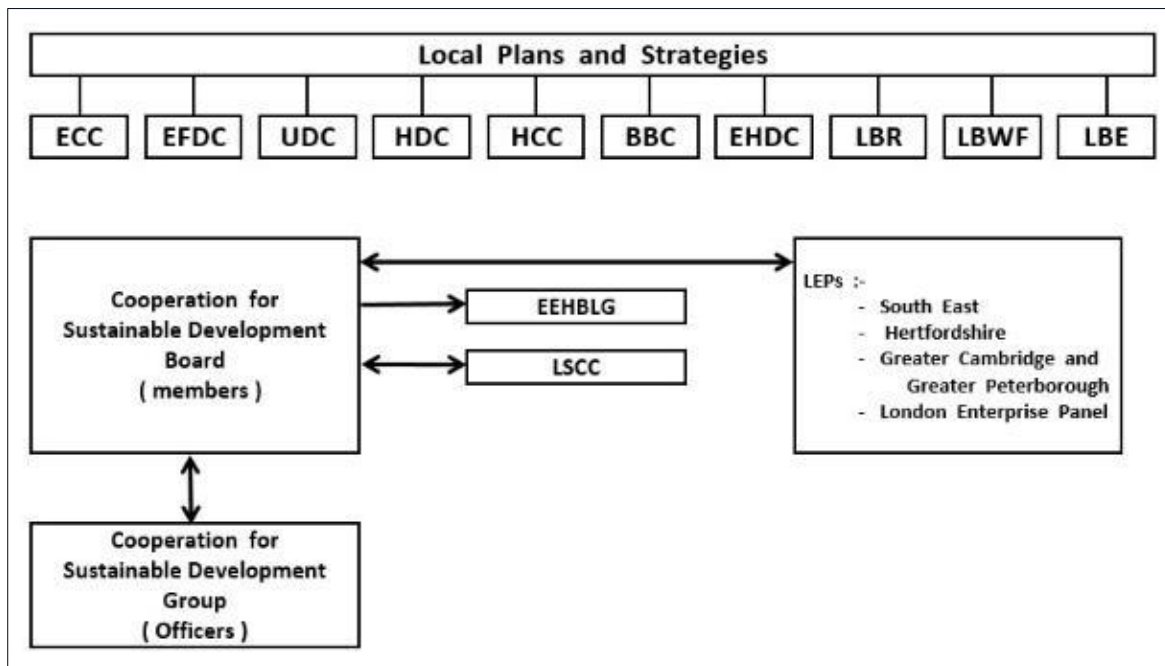 Local Plans and Strategies
ECC
EFDC
UDC
HDC
HCC
BBC
EHDC
LBR
LBWF
LBE
Cooperation for
Sustainable Development
Board
( members )
EEHBLG
LSCC
LEPs :-
- South East
- Hertfordshire
- Greater Cambridge and
Greater Peterborough
- London Enterprise Panel
Cooperation for
Sustainable Development
Group
( Officers )